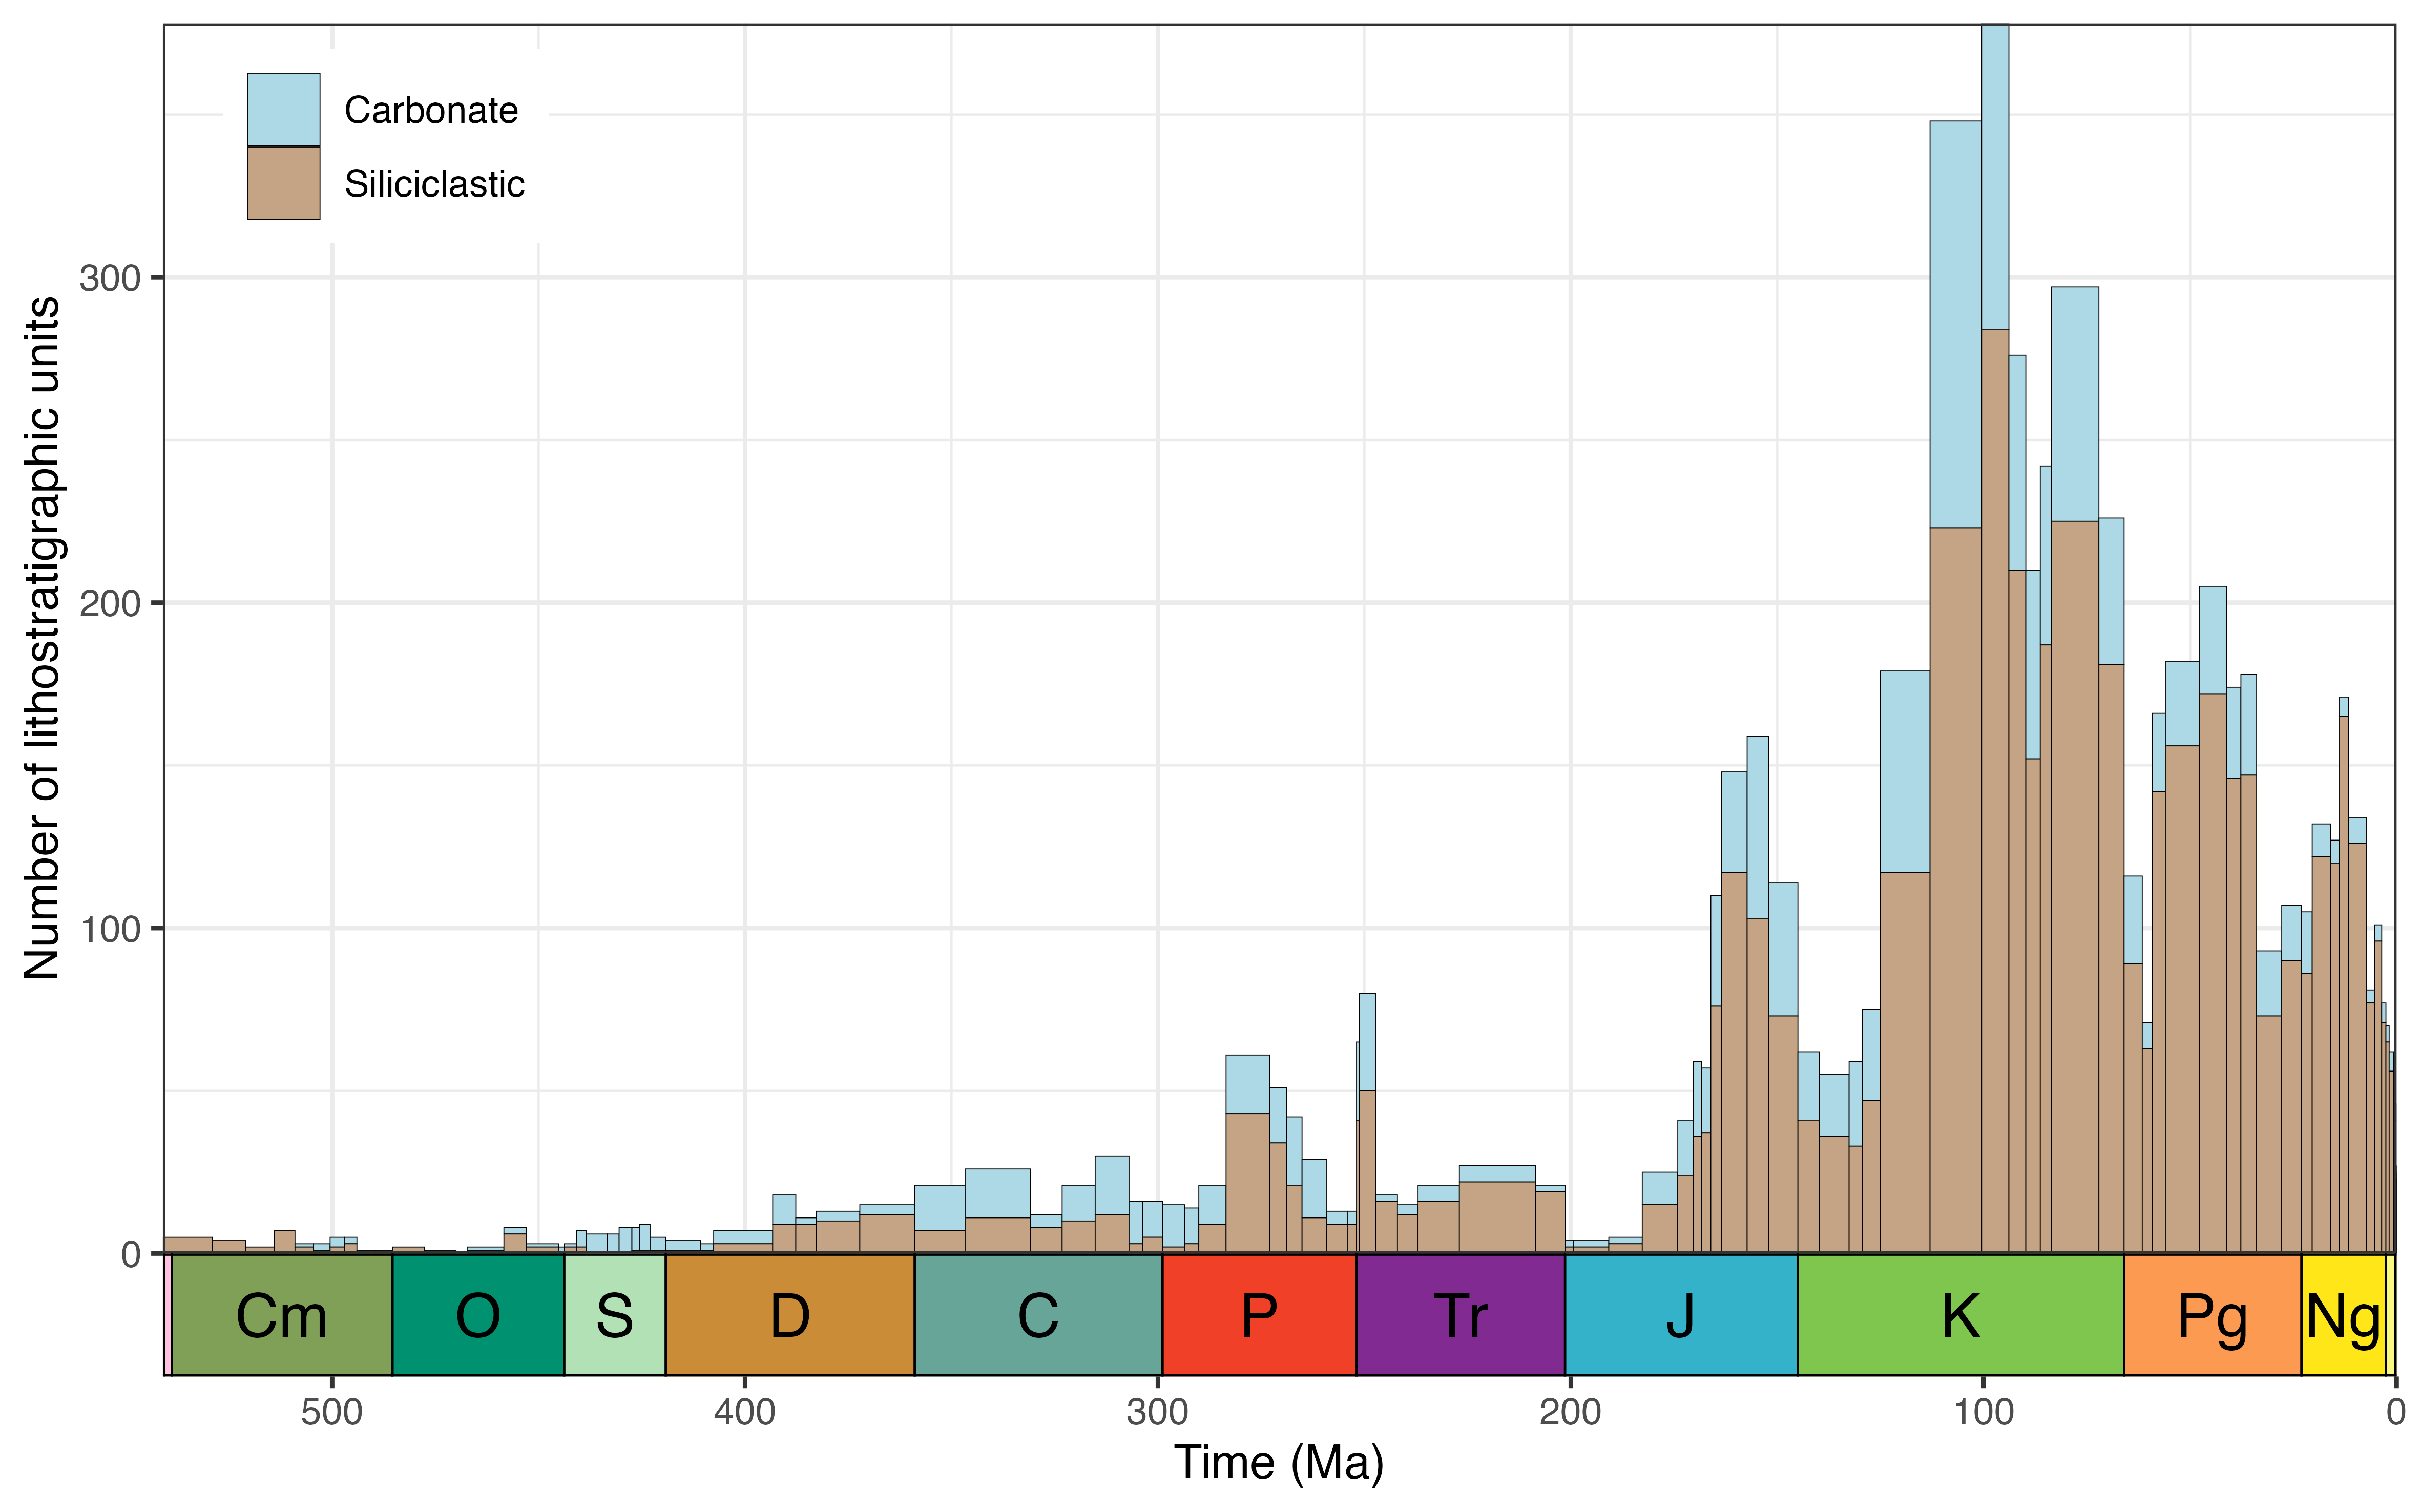 Carbonate
Siliciclastic
Number of lithostratigraphic units
300
200
100
0
Cm O S D C P Tr J K Pg Ng
500 400 300 200 100 0
Time (Ma)